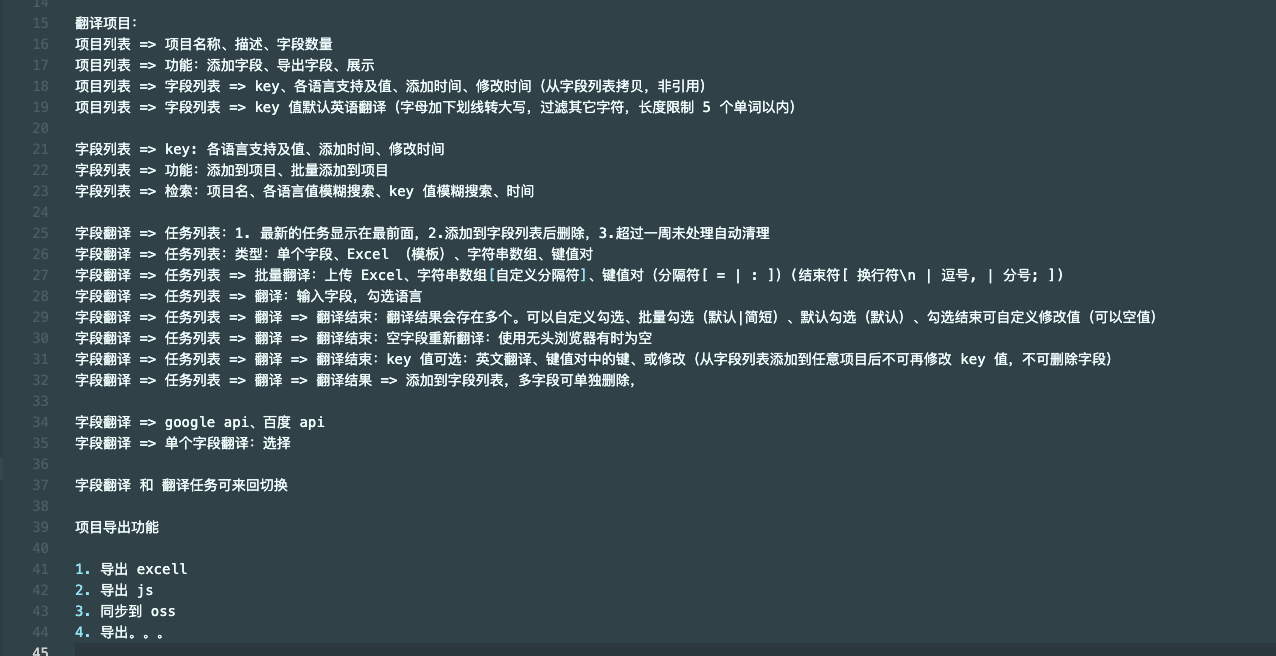 14
15 翻译项目:
16 项目列表 => 项目名称、描述、字段数量
17 项目列表 => 功能: 添加字段、导出字段、展示
18 项目列表 => 字段列表 => key、各语言支持及值、添加时间、修改时间 (从字段列表拷贝, 非引用)
19 项目列表 => 字段列表 => key 值默认英语翻译 (字母加下划线转大写, 过滤其它字符, 长度限制 5 个单词以内)
20
21 字段列表 => key: 各语言支持及值、添加时间、修改时间
22 字段列表 => 功能: 添加到项目、批量添加到项目
23 字段列表 => 检索: 项目名、各语言值模糊搜索、key 值模糊搜索、时间
24
25 字段翻译 => 任务列表: 1. 最新的任务显示在最前面, 2.添加到字段列表后删除, 3.超过一周未处理自动清理
26 字段翻译 => 任务列表: 类型: 单个字段、Excel (模板) 、字符串数组、键值对
27 字段翻译 => 任务列表 => 批量翻译: 上传 Excel、字符串数组[自定义分隔符]、键值对 (分隔符[ = | : ]) (结束符[ 换行符\n | 逗号, | 分号; ])
28 字段翻译 => 任务列表 => 翻译: 输入字段, 勾选语言
29 字段翻译 => 任务列表 => 翻译 => 翻译结束: 翻译结果会存在多个。可以自定义勾选、批量勾选 (默认|简短) 、默认勾选 (默认) 、勾选结束可自定义修改值 (可以空值)
30 字段翻译 => 任务列表 => 翻译 => 翻译结束: 空字段重新翻译: 使用无头浏览器有时为空
31 字段翻译 => 任务列表 => 翻译 => 翻译结束: key 值可选: 英文翻译、键值对中的键、或修改 (从字段列表添加到任意项目后不可再修改 key 值, 不可删除字段)
32 字段翻译 => 任务列表 => 翻译 => 翻译结果 => 添加到字段列表, 多字段可单独删除,
33
34 字段翻译 => google api、百度 api
35 字段翻译 => 单个字段翻译: 选择
36
37 字段翻译 和 翻译任务可来回切换
38
39 项目导出功能
40
41 1. 导出 excell
42 2. 导出 js
43 3. 同步到 oss
44 4. 导出。。。
45